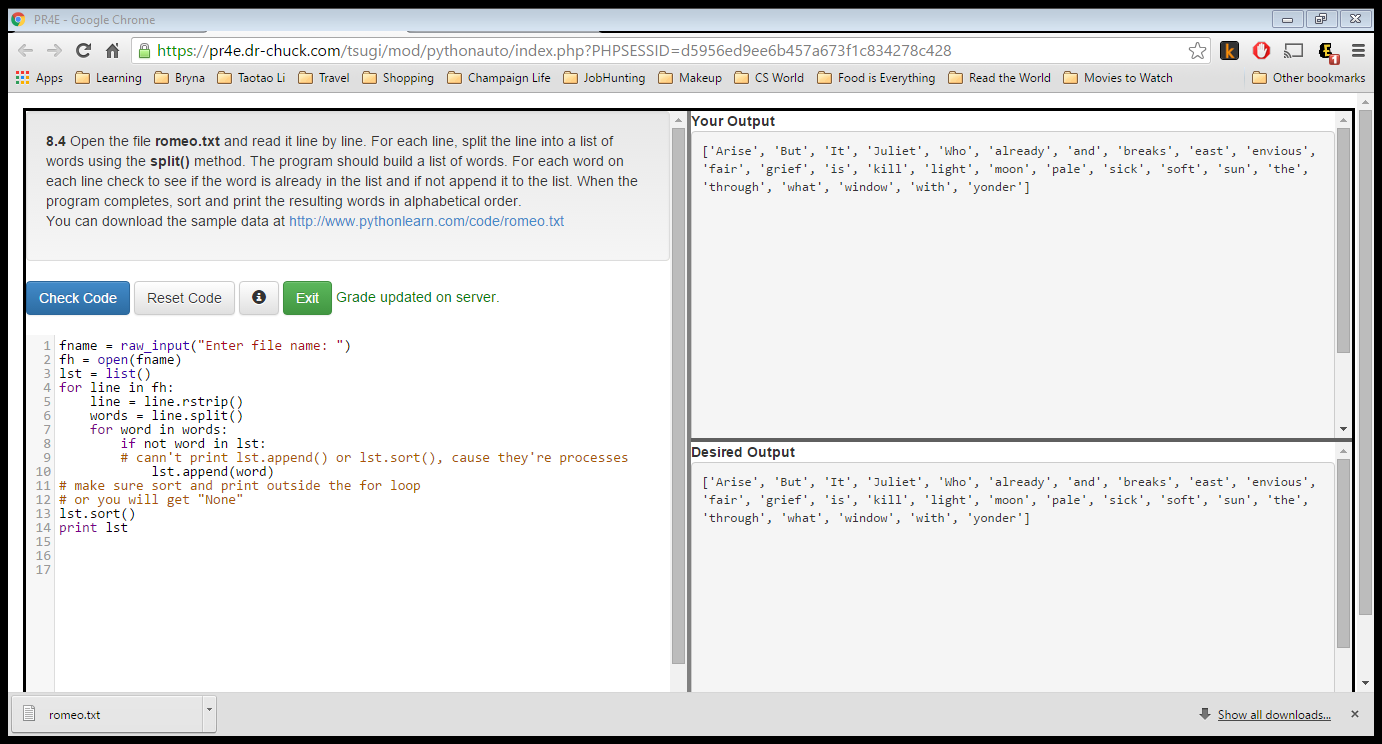 PR4E - Google Chrome
https://pr4e.dr-chuck.com/tsugi/mod/pythonauto/index.php?PHPSESSID=d5956ed9ee6b457a673f1c834278c428
k
1
Apps Learning Bryna Taotao Li Travel Shopping Champaign Life JobHunting Makeup CS World Food is Everything Read the World Movies to Watch Other bookmarks
8.4 Open the file romeo.txt and read it line by line. For each line, split the line into a list of
words using the split() method. The program should build a list of words. For each word on
each line check to see if the word is already in the list and if not append it to the list. When the
program completes, sort and print the resulting words in alphabetical order.
You can download the sample data at http://www.pythonlearn.com/code/romeo.txt
Check Code Reset Code Exit Grade updated on server.
1 fname = raw_input("Enter file name: ")
2 fh = open(fname)
3 lst = list()
4 for line in fh:
5     line = line.rstrip()
6     words = line.split()
7     for word in words:
8         if not word in lst:
9         # cann't print lst.append() or lst.sort(), cause they're processes
10             lst.append(word)
11 # make sure sort and print outside the for loop
12 # or you will get "None"
13 lst.sort()
14 print lst
15
16
17
Your Output
['Arise', 'But', 'It', 'Juliet', 'Who', 'already', 'and', 'breaks', 'east', 'envious',
'fair', 'grief', 'is', 'kill', 'light', 'moon', 'pale', 'sick', 'soft', 'sun', 'the',
'through', 'what', 'window', 'with', 'yonder']
Desired Output
['Arise', 'But', 'It', 'Juliet', 'Who', 'already', 'and', 'breaks', 'east', 'envious',
'fair', 'grief', 'is', 'kill', 'light', 'moon', 'pale', 'sick', 'soft', 'sun', 'the',
'through', 'what', 'window', 'with', 'yonder']
romeo.txt
Show all downloads...